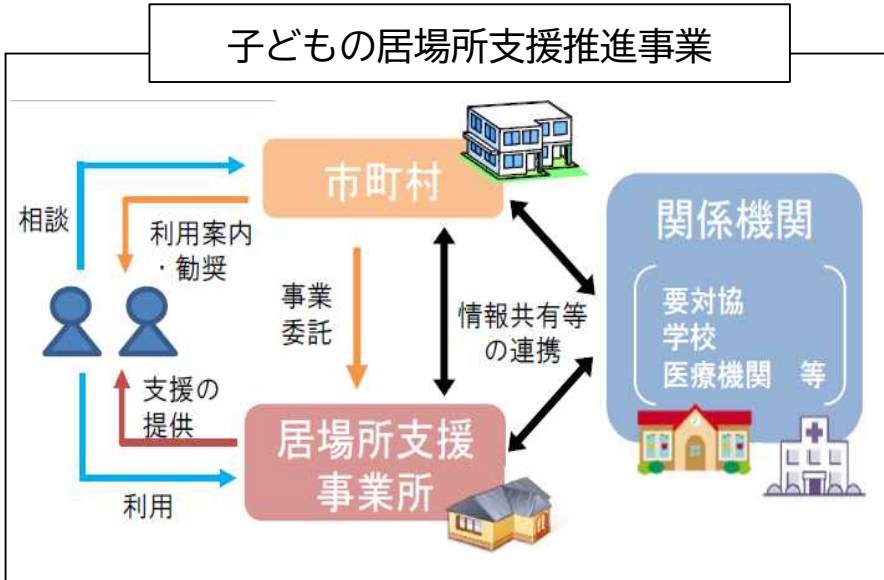 子どもの居場所支援推進事業
市町村
相談
利用案内
・勧奨
事業
委託
情報共有等
の連携
関係機関
要対協
学校
医療機関　等
支援の
提供
居場所支援
事業所
利用